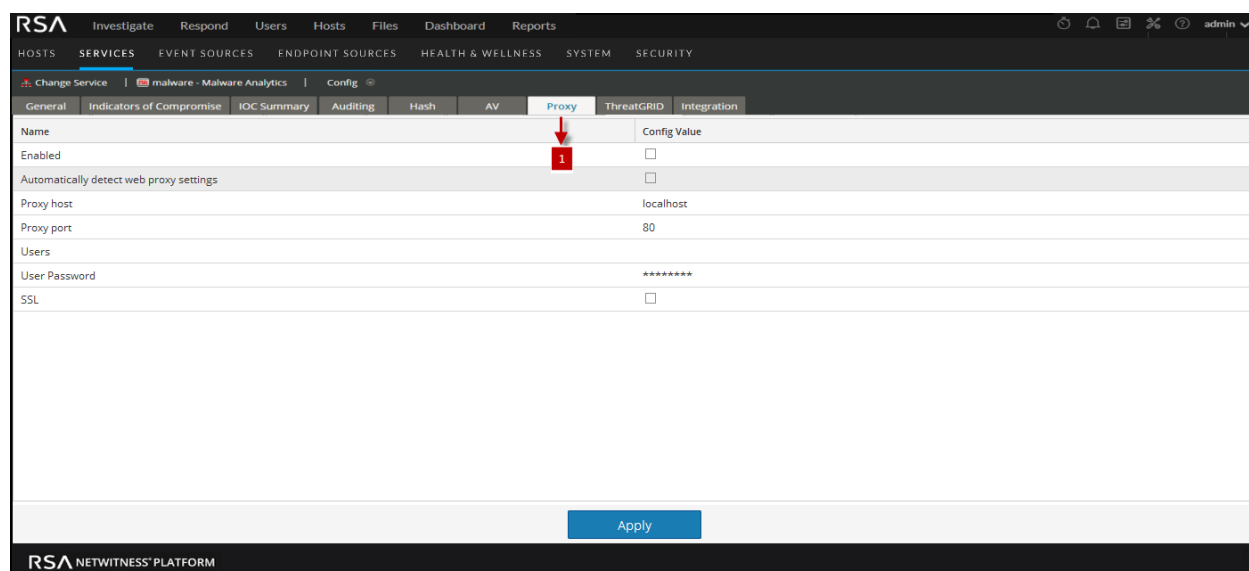 RSA Investigate Respond Users Hosts Files Dashboard Reports admin
HOSTS SERVICES EVENT SOURCES ENDPOINT SOURCES HEALTH & WELLNESS SYSTEM SECURITY
Change Service | malware - Malware Analytics | Config
General Indicators of Compromise IOC Summary Auditing Hash AV Proxy ThreatGRID Integration
Name Config Value
1
Enabled
Automatically detect web proxy settings
Proxy host localhost
Proxy port 80
Users
User Password ********
SSL
Apply
RSA NETWITNESS® PLATFORM